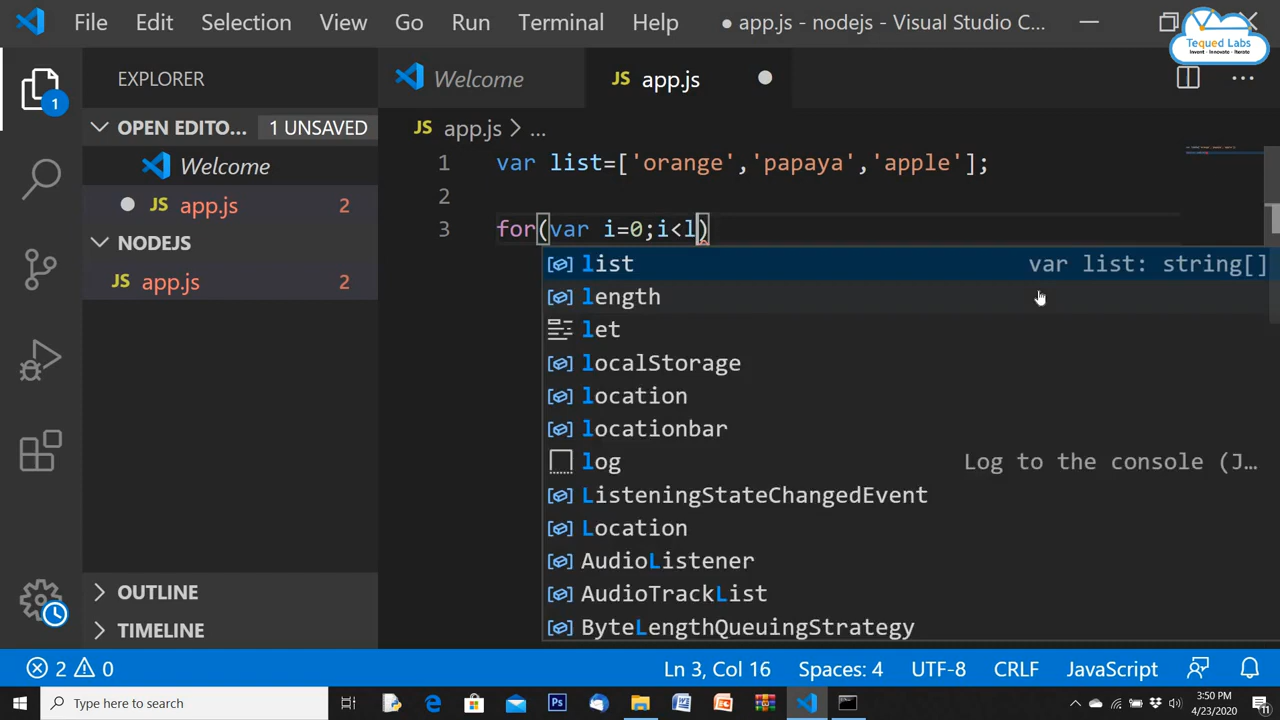 File Edit Selection View Go Run Terminal Help ● app.js - nodejs - Visual Studio C...
Tequed Labs
Invent - Innovate - Iterate
EXPLORER
1
OPEN EDITO... 1 UNSAVED
Welcome
JS app.js 2
NODEJS
JS app.js 2
OUTLINE
TIMELINE
Welcome
JS app.js
JS app.js > ...
1 var list=['orange','papaya','apple'];
2
3 for(var i=0;i<l)
list var list: string[]
length
let
localStorage
location
locationbar
log Log to the console (J...
ListeningStateChangedEvent
Location
AudioListener
AudioTrackList
ByteLengthQueuingStrategy
2 0 Ln 3, Col 16 Spaces: 4 UTF-8 CRLF JavaScript
Type here to search
3:50 PM
4/23/2020